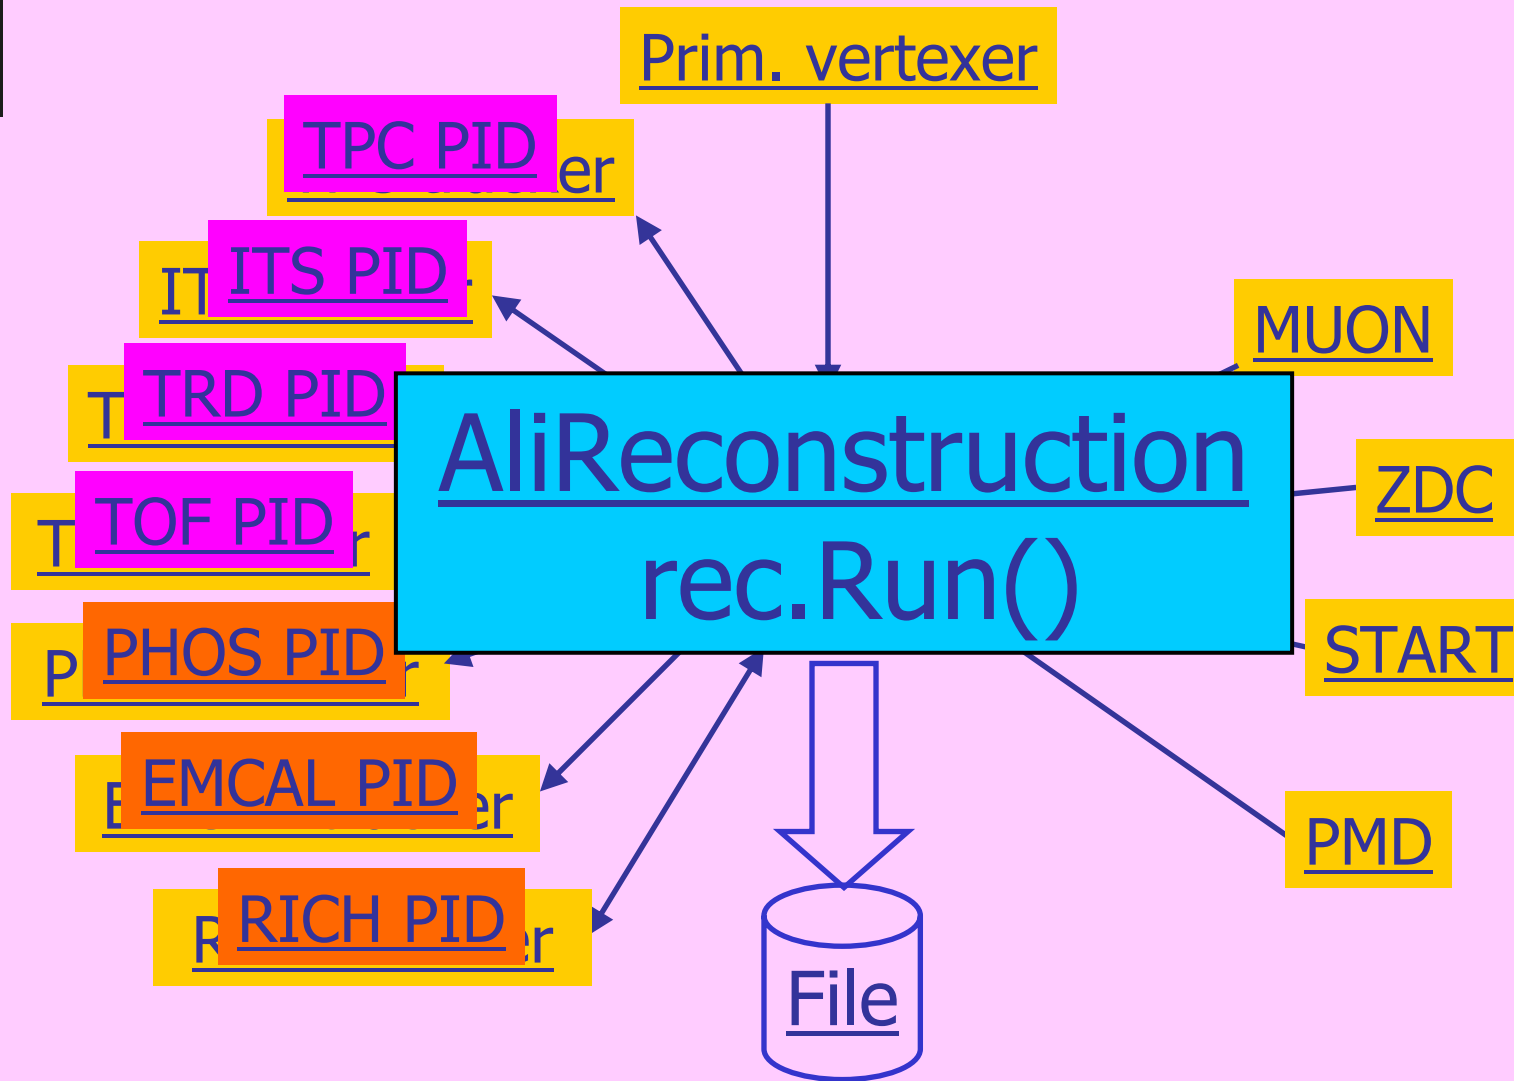 Prim. vertexer
TPC PID
ITS PID
MUON
TRD PID
AliReconstruction
rec.Run()
ZDC
TOF PID
PHOS PID
START
EMCAL PID
PMD
RICH PID
File